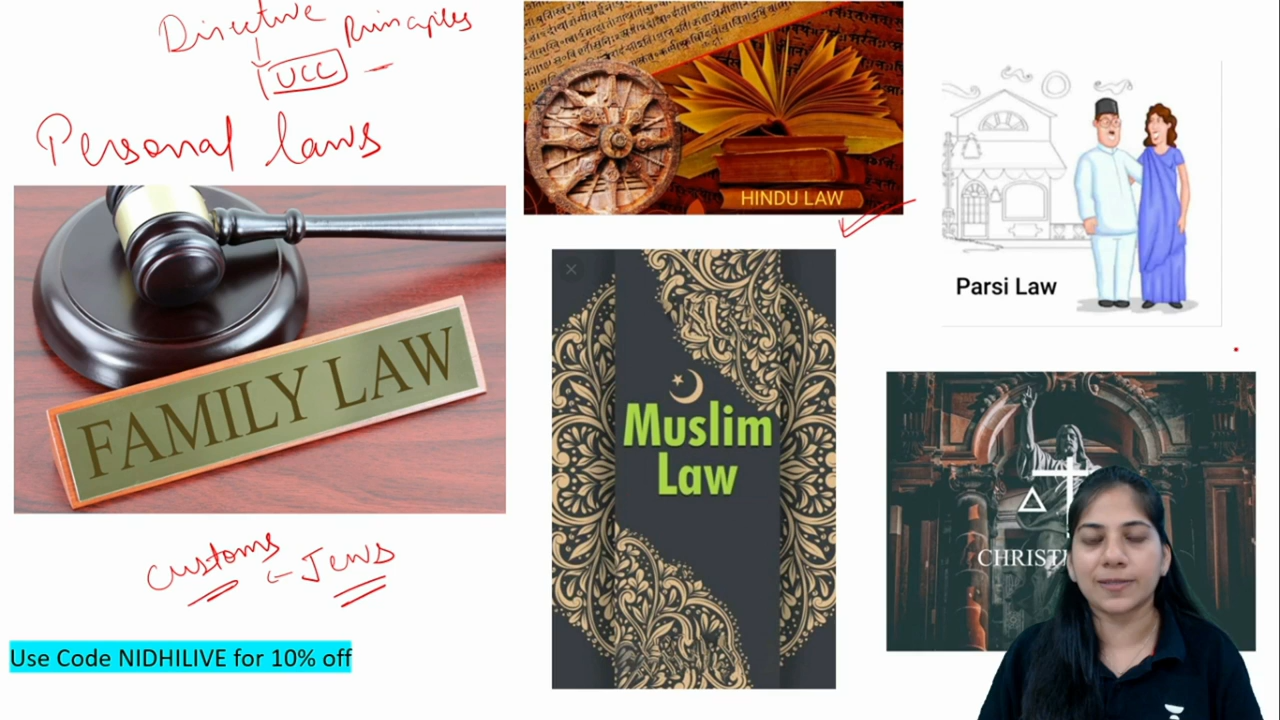 Directive Principles
UCC
Personal laws
FAMILY LAW
customs
Jews
Use Code NIDHILIVE for 10% off
HINDU LAW
Muslim
Law
Parsi Law
CHRISTI